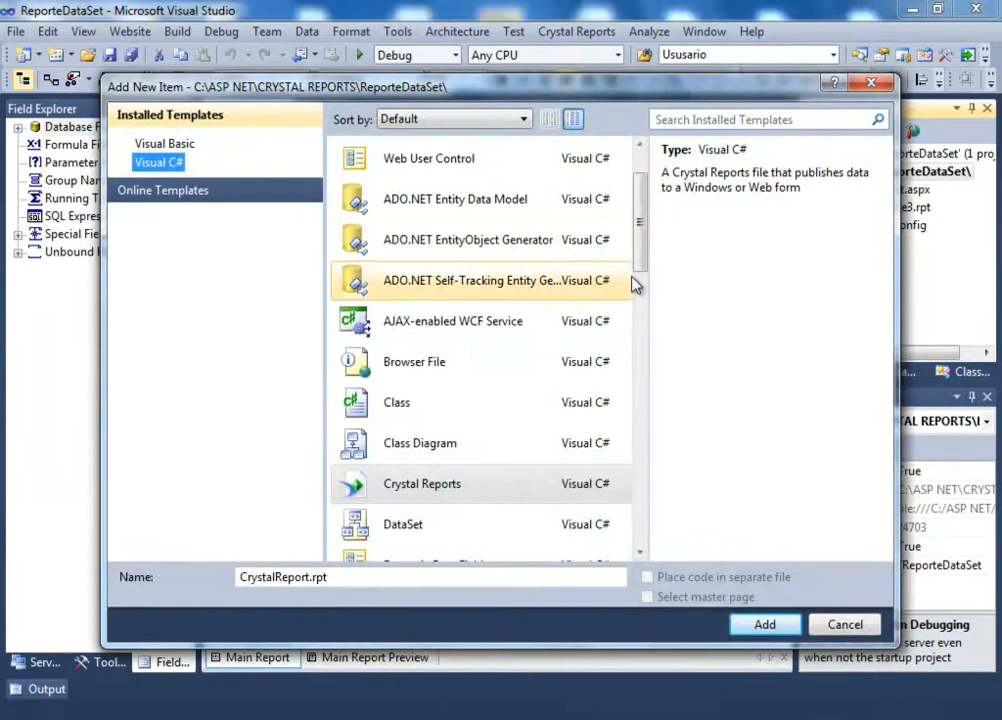 ReporteDataSet - Microsoft Visual Studio
File Edit View Website Build Debug Team Data Format Tools Architecture Test Crystal Reports Analyze Window Help
Debug Any CPU Ususario
Add New Item - C:\ASP NET\CRYSTAL REPORTS\ReporteDataSet\
Field Explorer
Database F
Formula Fi
Parameter
Group Nam
Running T
SQL Expres
Special Fie
Unbound F
Installed Templates
Visual Basic
Visual C#
Online Templates
Sort by: Default
Search Installed Templates
Web User Control Visual C#
ADO.NET Entity Data Model Visual C#
ADO.NET EntityObject Generator Visual C#
ADO.NET Self-Tracking Entity Ge...Visual C#
AJAX-enabled WCF Service Visual C#
Browser File Visual C#
Class Visual C#
Class Diagram Visual C#
Crystal Reports Visual C#
DataSet Visual C#
Type: Visual C#
A Crystal Reports file that publishes data
to a Windows or Web form
Name: CrystalReport.rpt
Place code in separate file
Select master page
Add Cancel
orteDataSet' (1 p
orteDataSet\
t.aspx
e3.rpt
onfig
a... Class...
AL REPORTS\I
True
C:\ASP NET\CRYS
ile:///C:/ASP NET/
4703
True
ReporteDataSet
n Debugging
server even
when not the startup project
Serv... Tool... Field...
Main Report Main Report Preview
Output